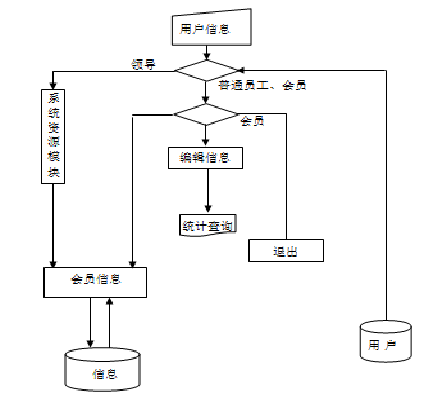 用户信息
领导
普通员工、会员
系统资源模块
会员
编辑信息
统计查询
退出
会员信息
用 户
信息